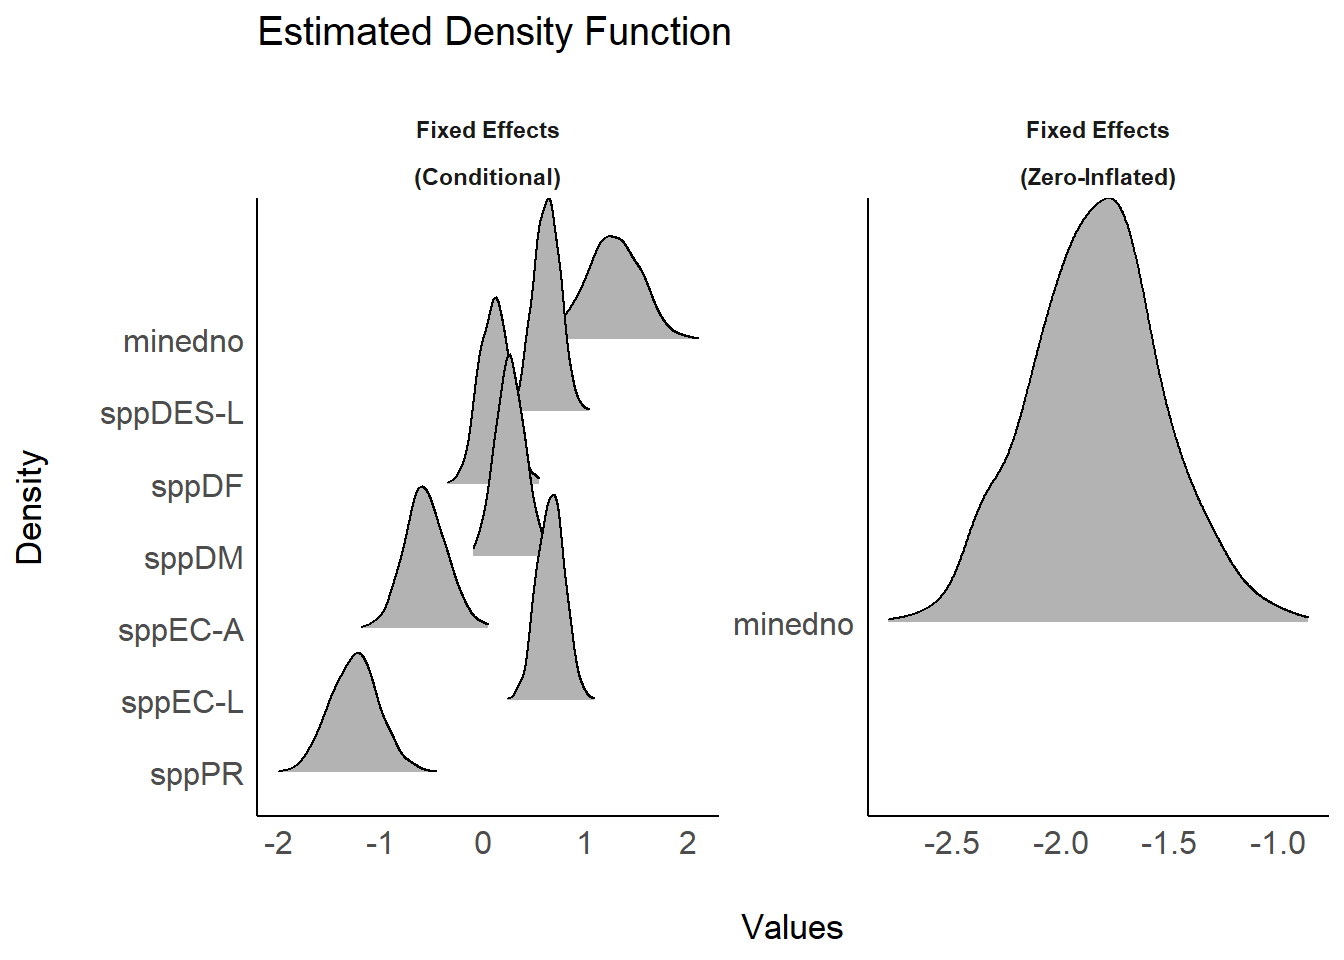 Estimated Density Function
Fixed Effects
(Conditional)
Fixed Effects
(Zero-Inflated)
Density
minedno
sppDES-L
sppDF
sppDM
sppEC-A
sppEC-L
sppPR
minedno
-2 -1 0 1 2
-2.5 -2.0 -1.5 -1.0
Values